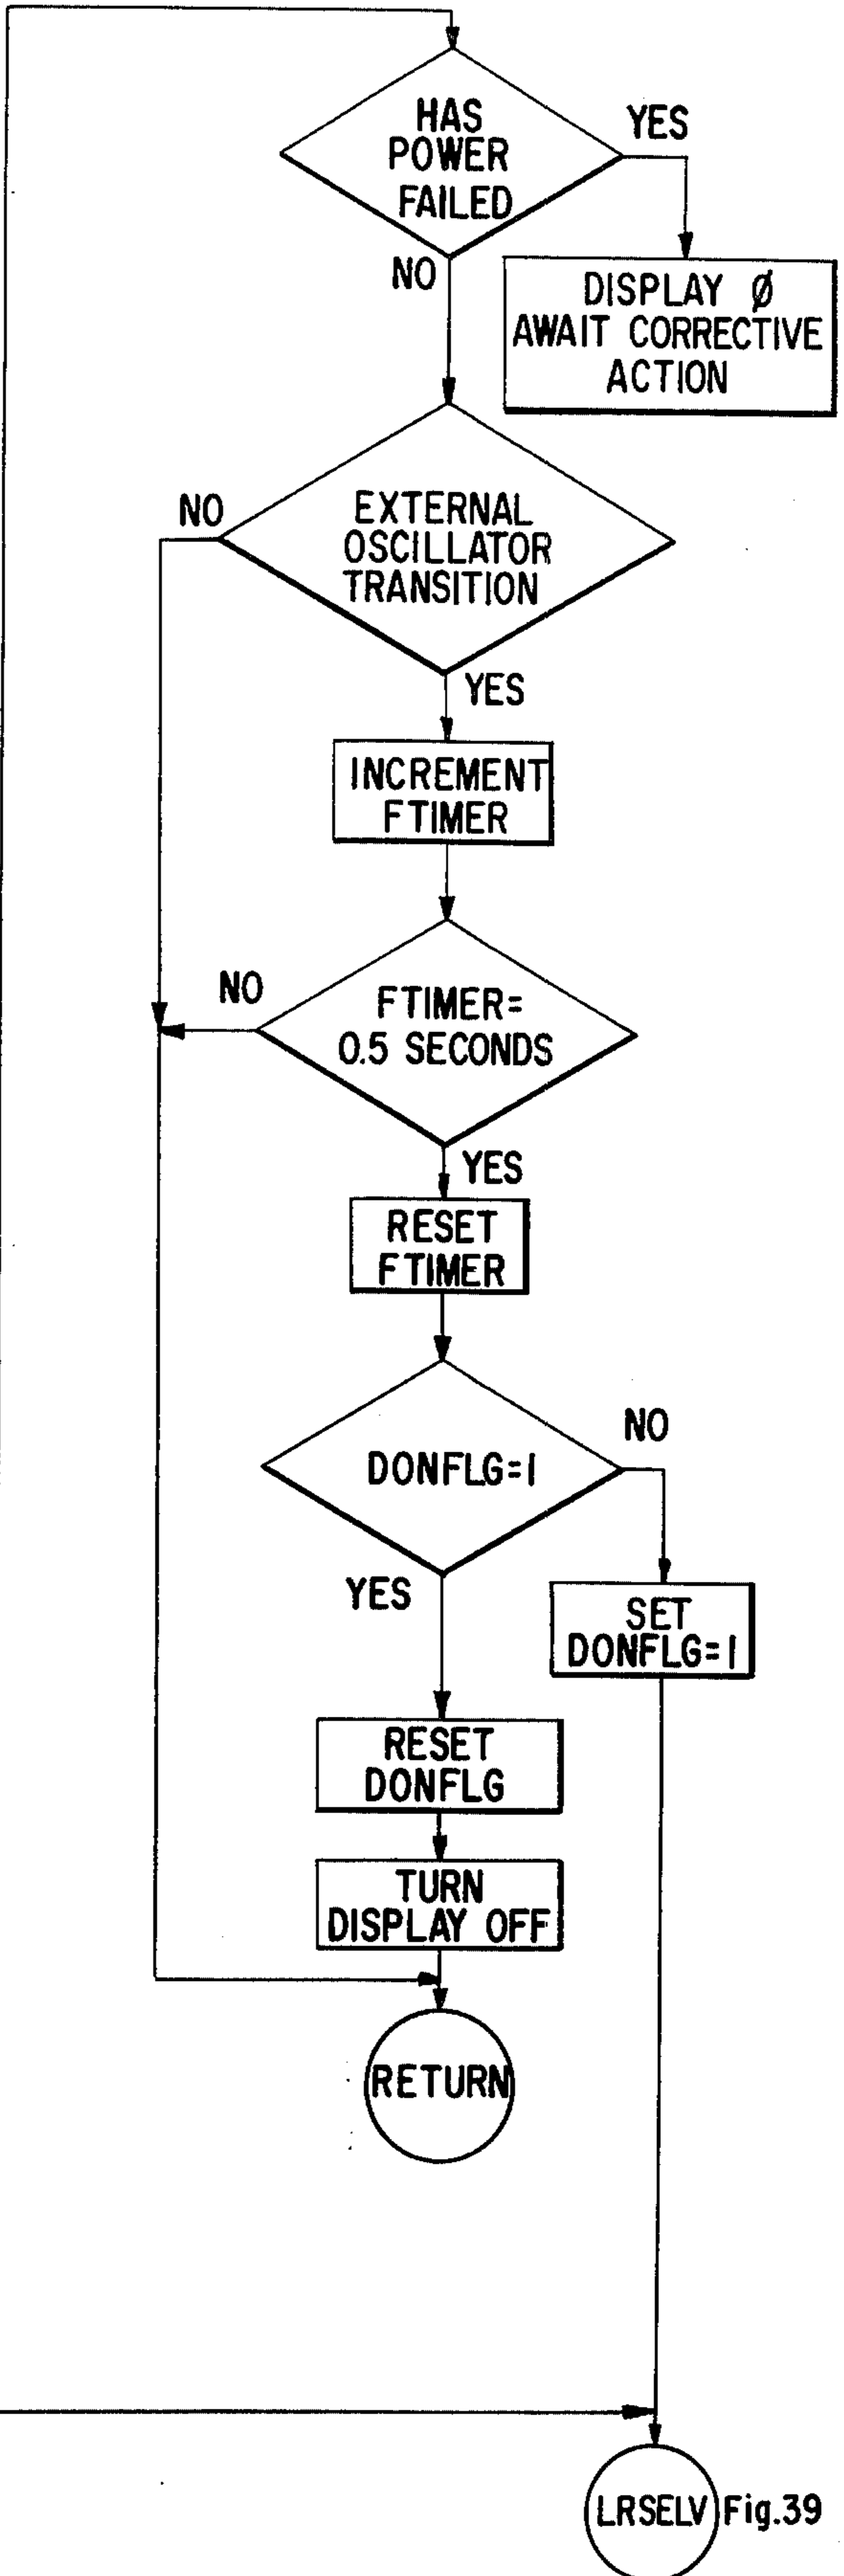 HAS
POWER
FAILED
YES
NO
DISPLAY Ø
AWAIT CORRECTIVE
ACTION
NO
EXTERNAL
OSCILLATOR
TRANSITION
YES
INCREMENT
FTIMER
NO
FTIMER=
0.5 SECONDS
YES
RESET
FTIMER
DONFLG=1
NO
YES
SET
DONFLG=1
RESET
DONFLG
TURN
DISPLAY OFF
RETURN
LRSELV Fig.39